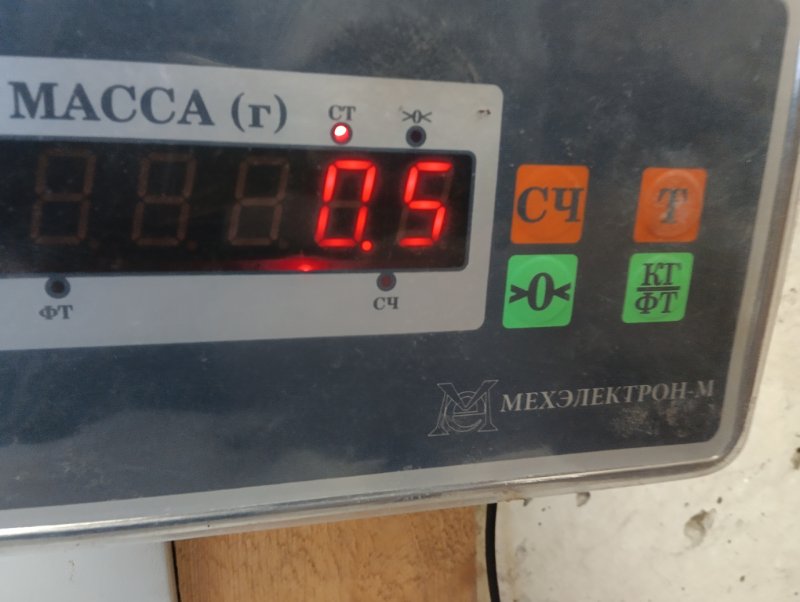 МАССА (г)
СТ
>0<
0.5
ФТ
СЧ
СЧ
Т
>0<
КГ
ФТ
МЕХЭЛЕКТРОН-М